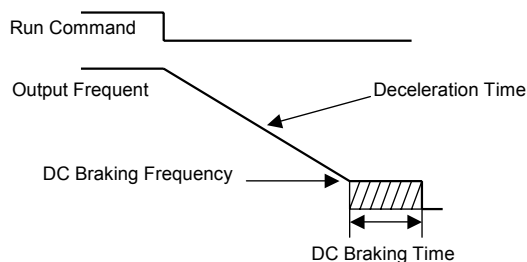 Run Command
Output Frequent
Deceleration Time
DC Braking Frequency
DC Braking Time